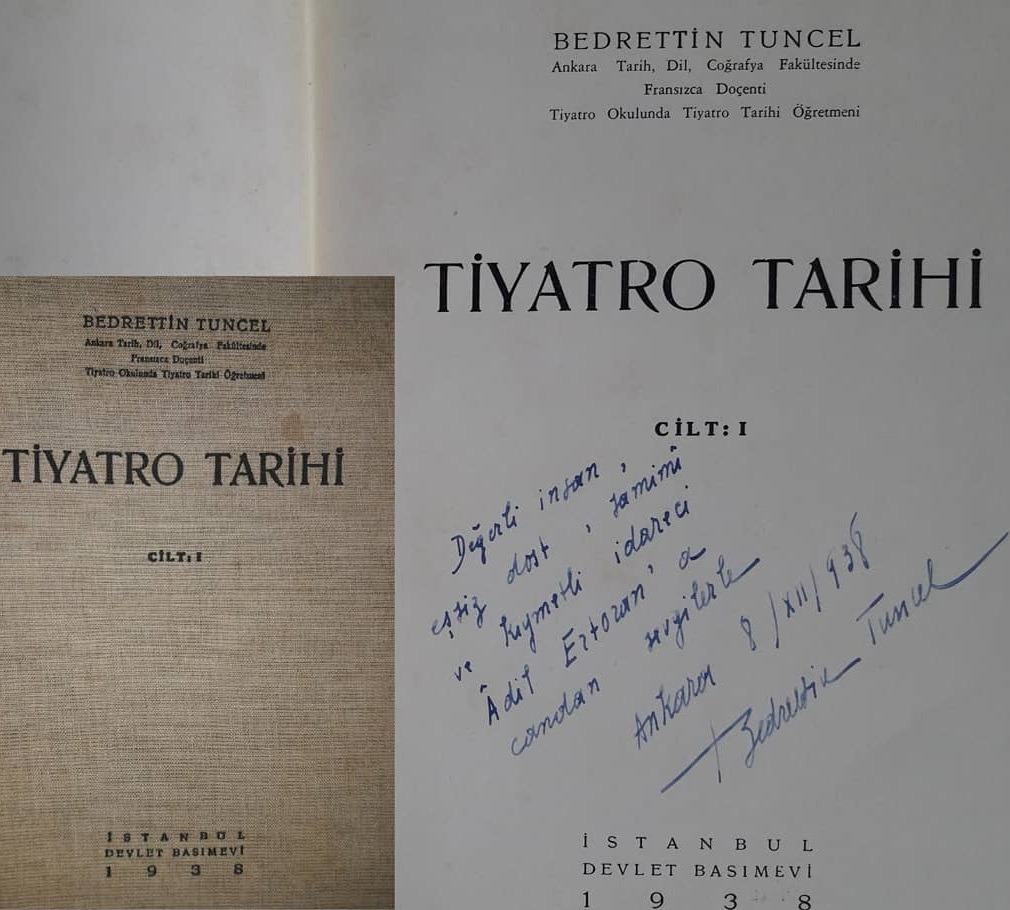 BEDRETTİN TUNCEL
Ankara Tarih, Dil, Coğrafya Fakültesinde
Fransızca Doçenti
Tiyatro Okulunda Tiyatro Tarihi Öğretmeni
TİYATRO TARİHİ
CİLT: I
Değerli insan,
eşsiz dost, samimî
ve kıymetli idareci
Âdil Ertozun'a
candan sevgilerle
Ankara 8/XII/938
Bedrettin Tuncel
İSTANBUL
DEVLET BASIMEVİ
1938
BEDRETTİN TUNCEL
Ankara Tarih, Dil, Coğrafya Fakültesinde
Fransızca Doçenti
Tiyatro Okulunda Tiyatro Tarihi Öğretmeni
TİYATRO TARİHİ
CİLT: I
İSTANBUL
DEVLET BASIMEVİ
1938